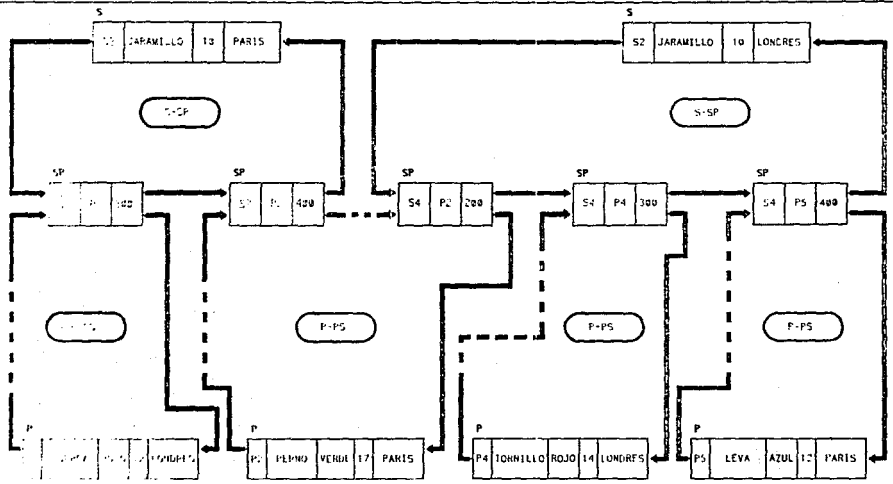 S S
JARAMILLO 10 PARIS S2 JARAMILLO 10 LONDRES
S-SP S-SP
SP SP SP SP SP
400 S4 P2 200 S4 P4 300 S4 P5 400
P-PS P-PS P-PS
P P P P
LONDRES P2 PERNO VERDE 17 PARIS P4 TORNILLO ROJO 14 LONDRES P5 LEVA AZUL 12 PARIS